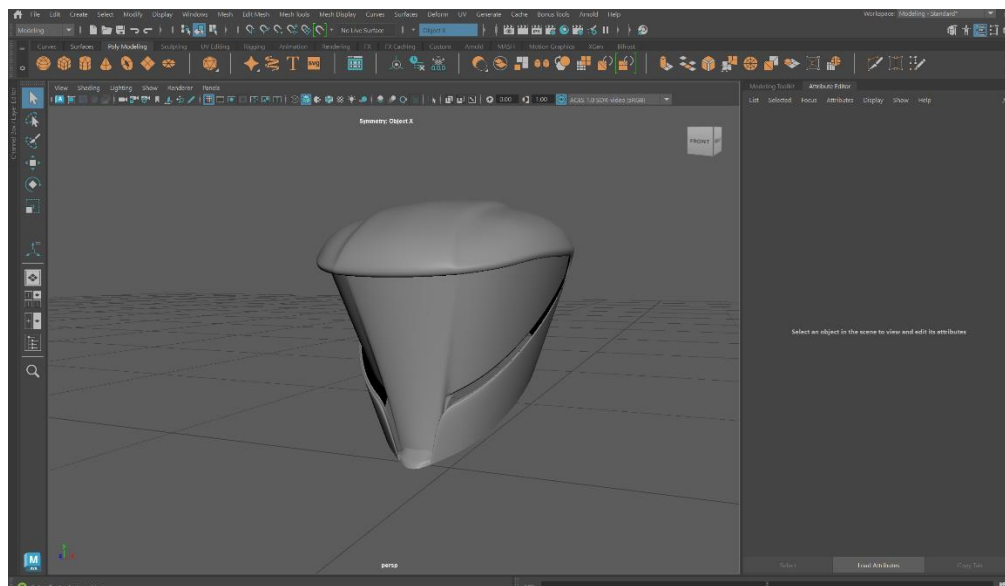 File Edit Create Select Modify Display Windows Mesh Edit Mesh Mesh Tools Mesh Display Curves Surfaces Deform UV Generate Cache Bonus Tools Arnold Help
Workspace: Modeling - Standard*
Modeling
No Live Surface
Object X
Curves Surfaces Poly Modeling Sculpting UV Editing Rigging Animation Rendering FX FX Caching Custom Arnold MASH Motion Graphics XGen Bifrost
View Shading Lighting Show Renderer Panels
Modeling Toolkit Attribute Editor
0.00 1.00 ACES 1.0 SDR-video (sRGB)
List Selected Focus Attributes Display Show Help
Symmetry: Object X
FRONT
Select an object in the scene to view and edit its attributes
persp
M
Select Load Attributes Copy Tab